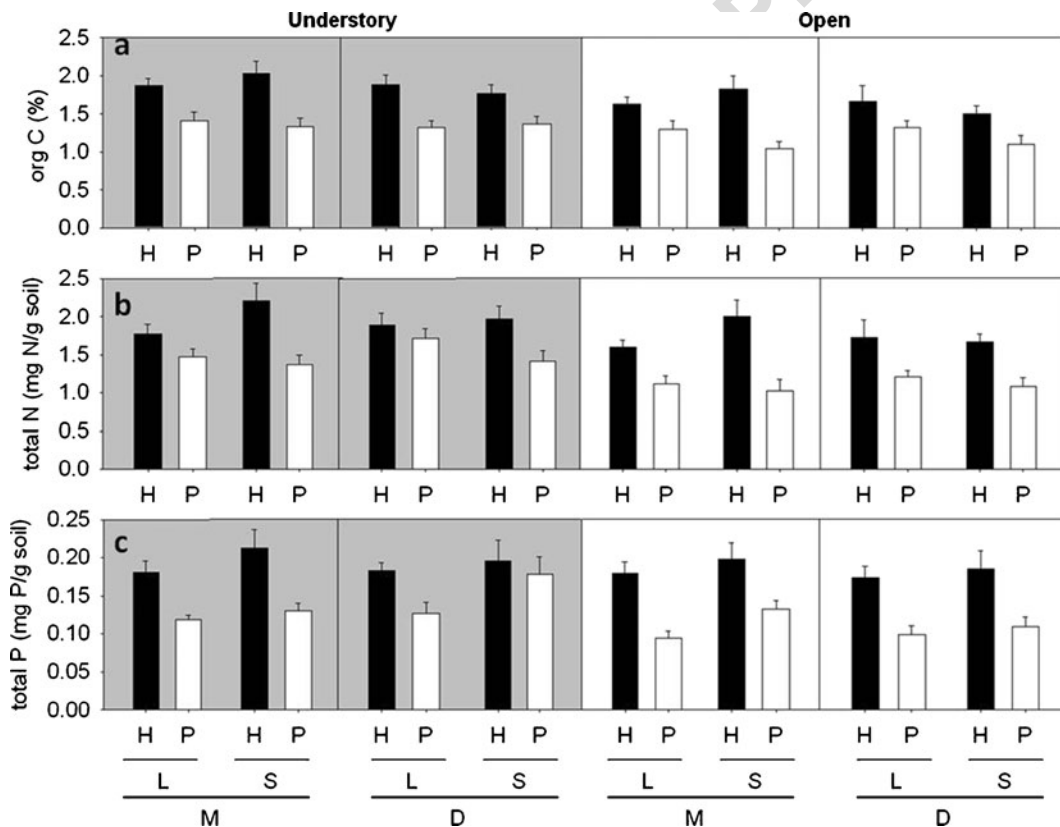 Understory Open
a
org C (%)
2.5
2.0
1.5
1.0
0.5
0.0
H P H P H P H P H P H P H P H P
b
total N (mg N/g soil)
2.5
2.0
1.5
1.0
0.5
0.0
H P H P H P H P H P H P H P H P
c
total P (mg P/g soil)
0.25
0.20
0.15
0.10
0.05
0.00
H P H P H P H P H P H P H P H P
L S L S L S L S
M D M D